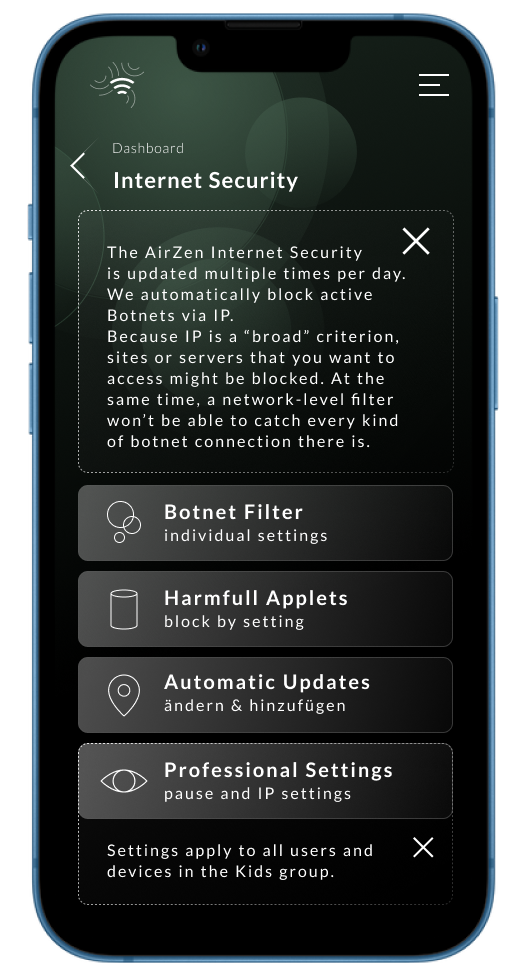 Dashboard
Internet Security
The AirZen Internet Security
is updated multiple times per day.
We automatically block active
Botnets via IP.
Because IP is a “broad” criterion,
sites or servers that you want to
access might be blocked. At the
same time, a network-level filter
won’t be able to catch every kind
of botnet connection there is.
Botnet Filter
individual settings
Harmfull Applets
block by setting
Automatic Updates
ändern & hinzufügen
Professional Settings
pause and IP settings
Settings apply to all users and
devices in the Kids group.